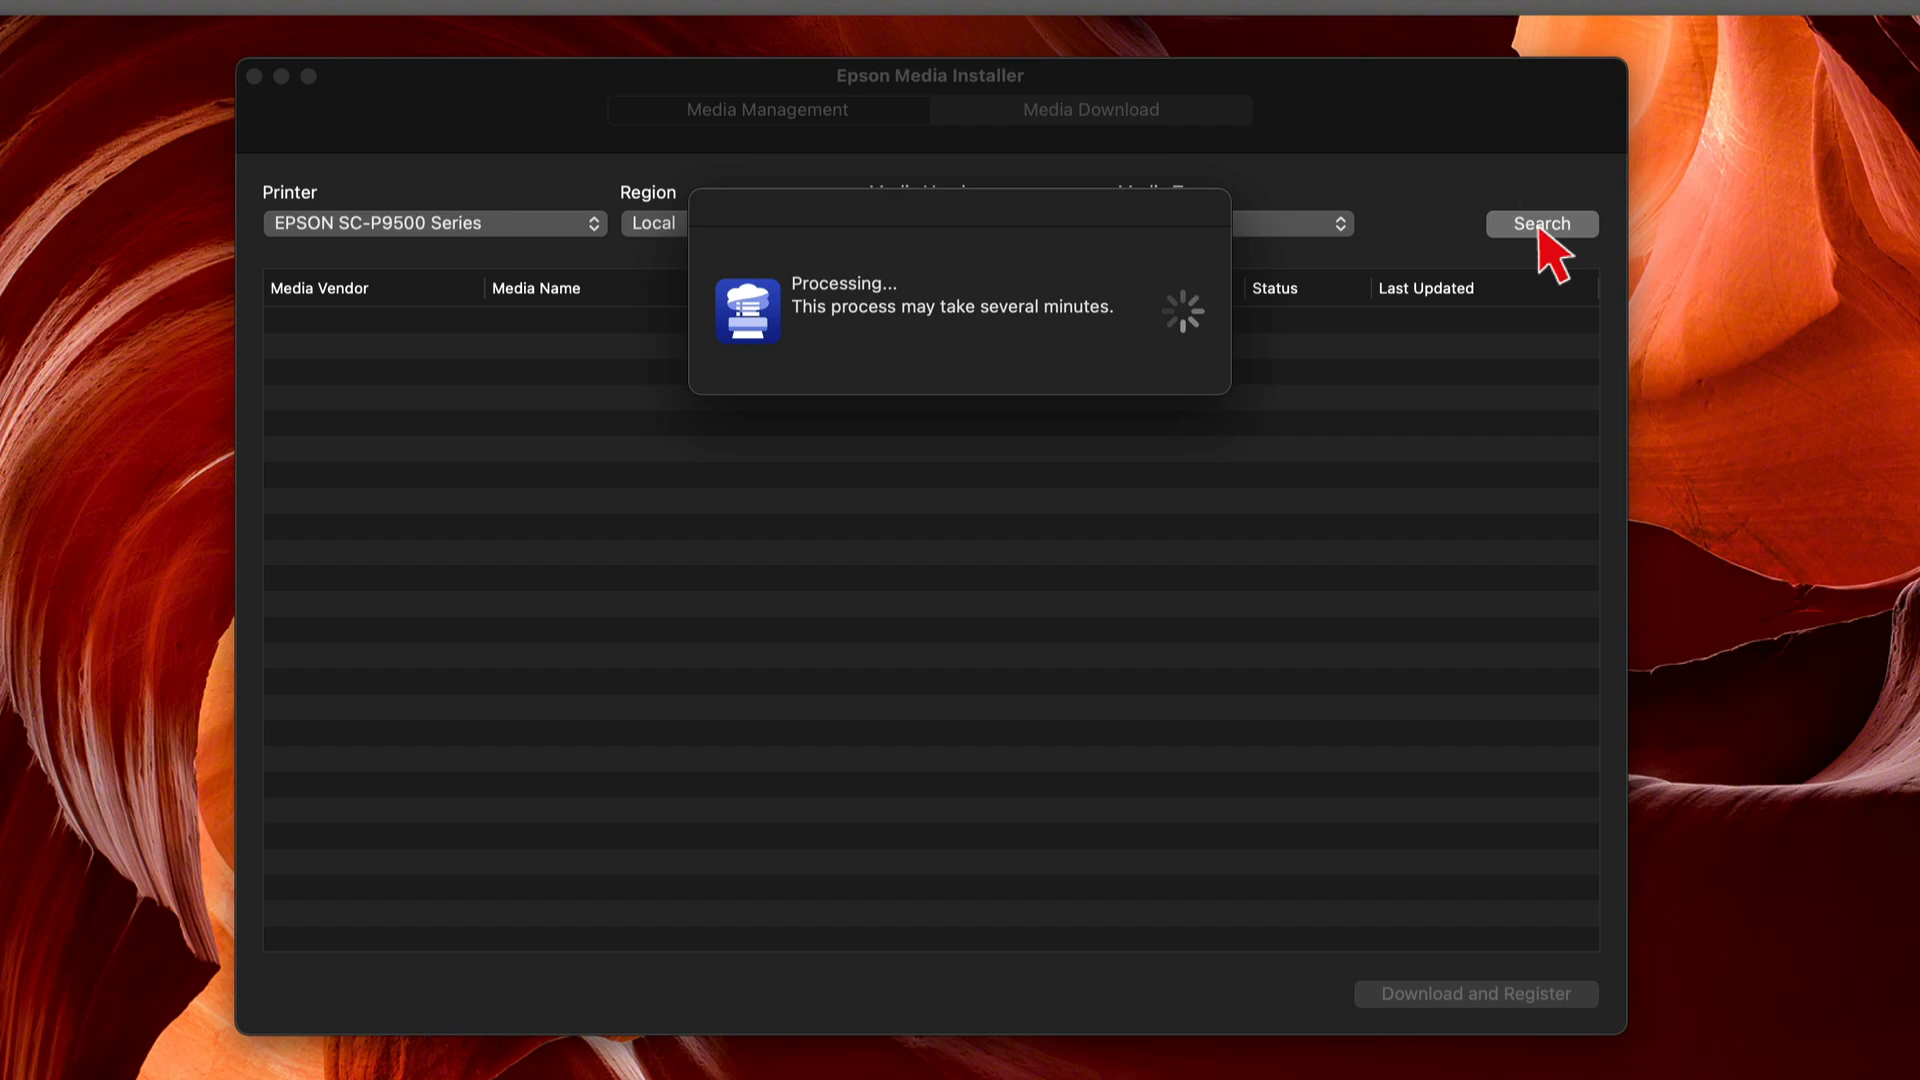 Epson Media Installer
Media Management
Media Download
Printer
Region
EPSON SC-P9500 Series
Local
Search
Processing...
This process may take several minutes.
Media Vendor
Media Name
Status
Last Updated
Download and Register